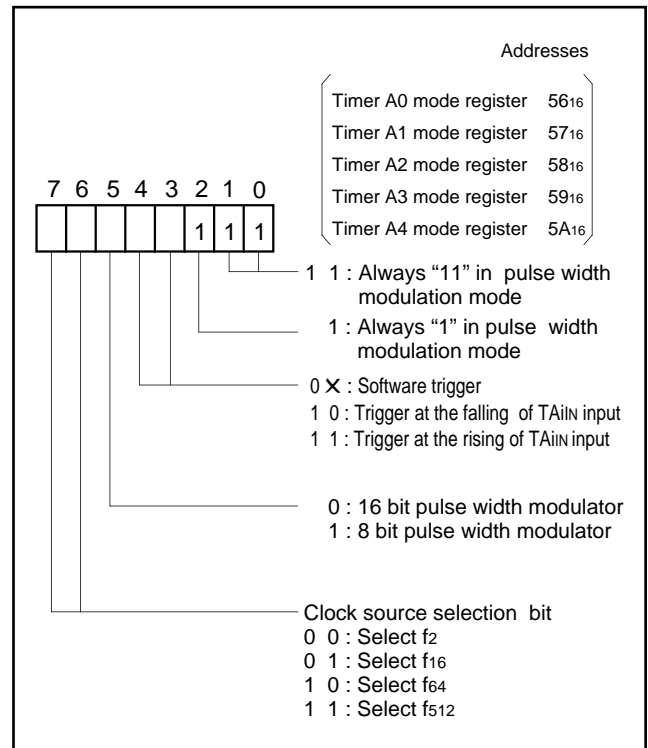 Addresses
Timer A0 mode register 5616
Timer A1 mode register 5716
Timer A2 mode register 5816
Timer A3 mode register 5916
Timer A4 mode register 5A16
7 6 5 4 3 2 1 0
1 1 1
1 1 : Always “11” in pulse width
modulation mode
1 : Always “1” in pulse width
modulation mode
0 × : Software trigger
1 0 : Trigger at the falling of TAiIN input
1 1 : Trigger at the rising of TAiIN input
0 : 16 bit pulse width modulator
1 : 8 bit pulse width modulator
Clock source selection bit
0 0 : Select f2
0 1 : Select f16
1 0 : Select f64
1 1 : Select f512